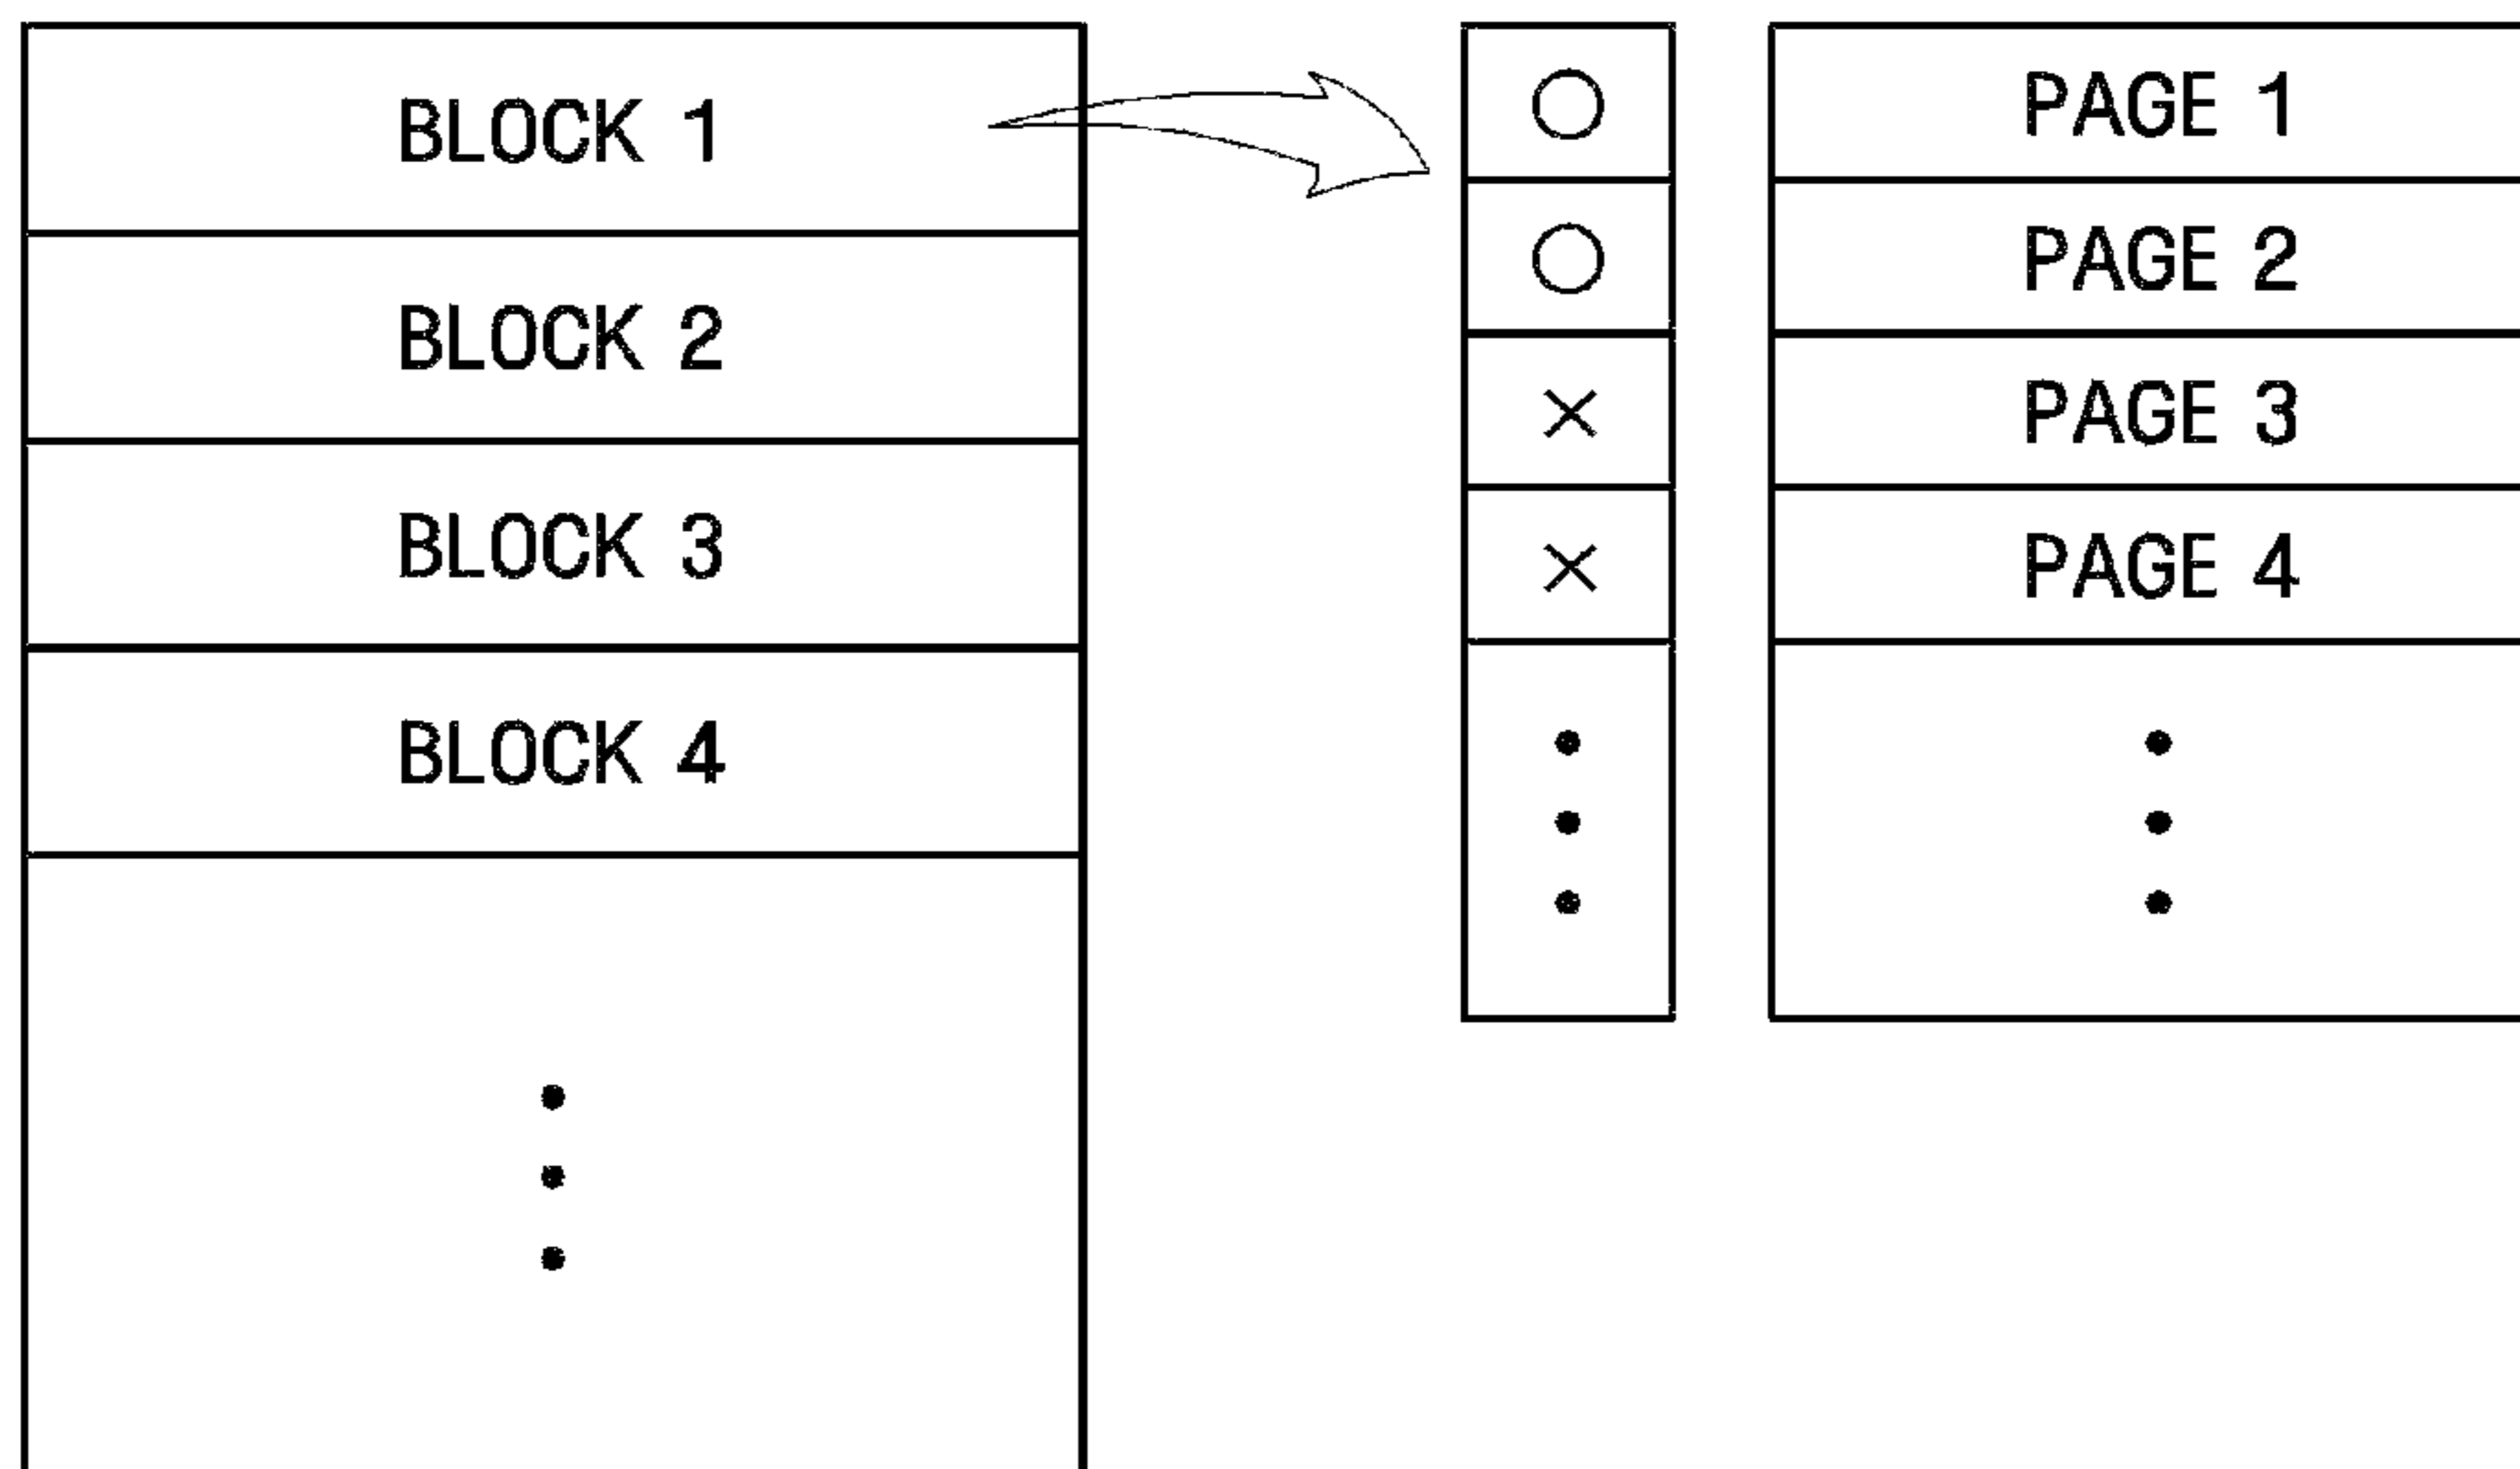 BLOCK 1
BLOCK 2
BLOCK 3
BLOCK 4
○
○
×
×
PAGE 1
PAGE 2
PAGE 3
PAGE 4